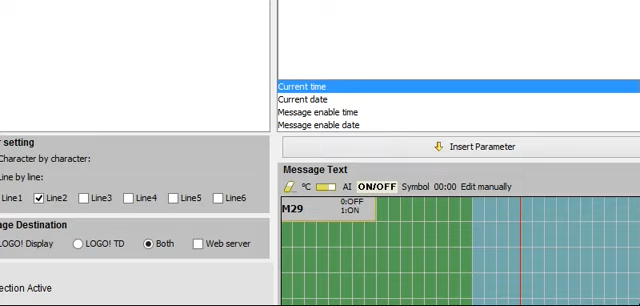 Current time
Current date
Message enable time
Message enable date
setting
Insert Parameter
Character by character:
Message Text
Line by line:
°C AI ON/OFF Symbol 00:00 Edit manually
Line1 Line2 Line3 Line4 Line5 Line6
M29 0:OFF
1:ON
Destination
LOGO! Display LOGO! TD Both Web server
Active